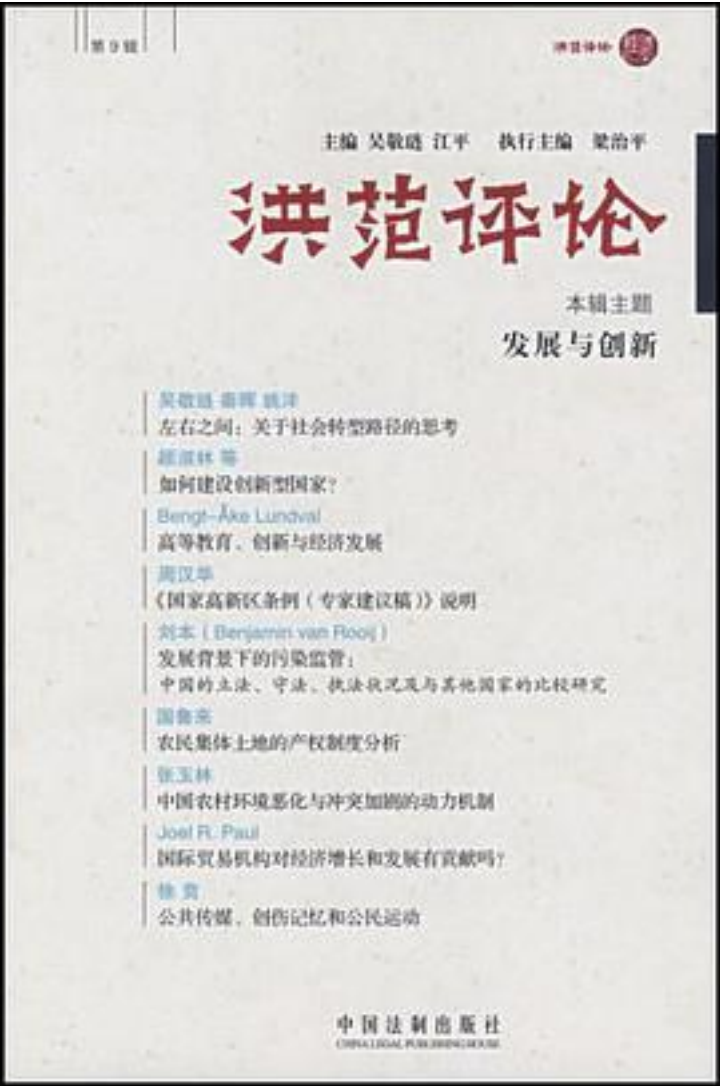 第9辑
洪范评论
主编 吴敬琏 江平 执行主编 梁治平
洪范评论
本辑主题
发展与创新
吴敬琏 秦晖 姚洋
左右之间：关于社会转型路径的思考
顾淑林 等
如何建设创新型国家？
Bengt-Åke Lundval
高等教育、创新与经济发展
周汉华
《国家高新区条例（专家建议稿）》说明
刘本（Benjamin van Rooij）
发展背景下的污染监管：
中国的立法、守法、执法状况及与其他国家的比较研究
国鲁来
农民集体土地的产权制度分析
张玉林
中国农村环境恶化与冲突加剧的动力机制
Joel R. Paul
国际贸易机构对经济增长和发展有贡献吗？
徐贲
公共传媒、创伤记忆和公民运动
中国法制出版社
CHINA LEGAL PUBLISHING HOUSE